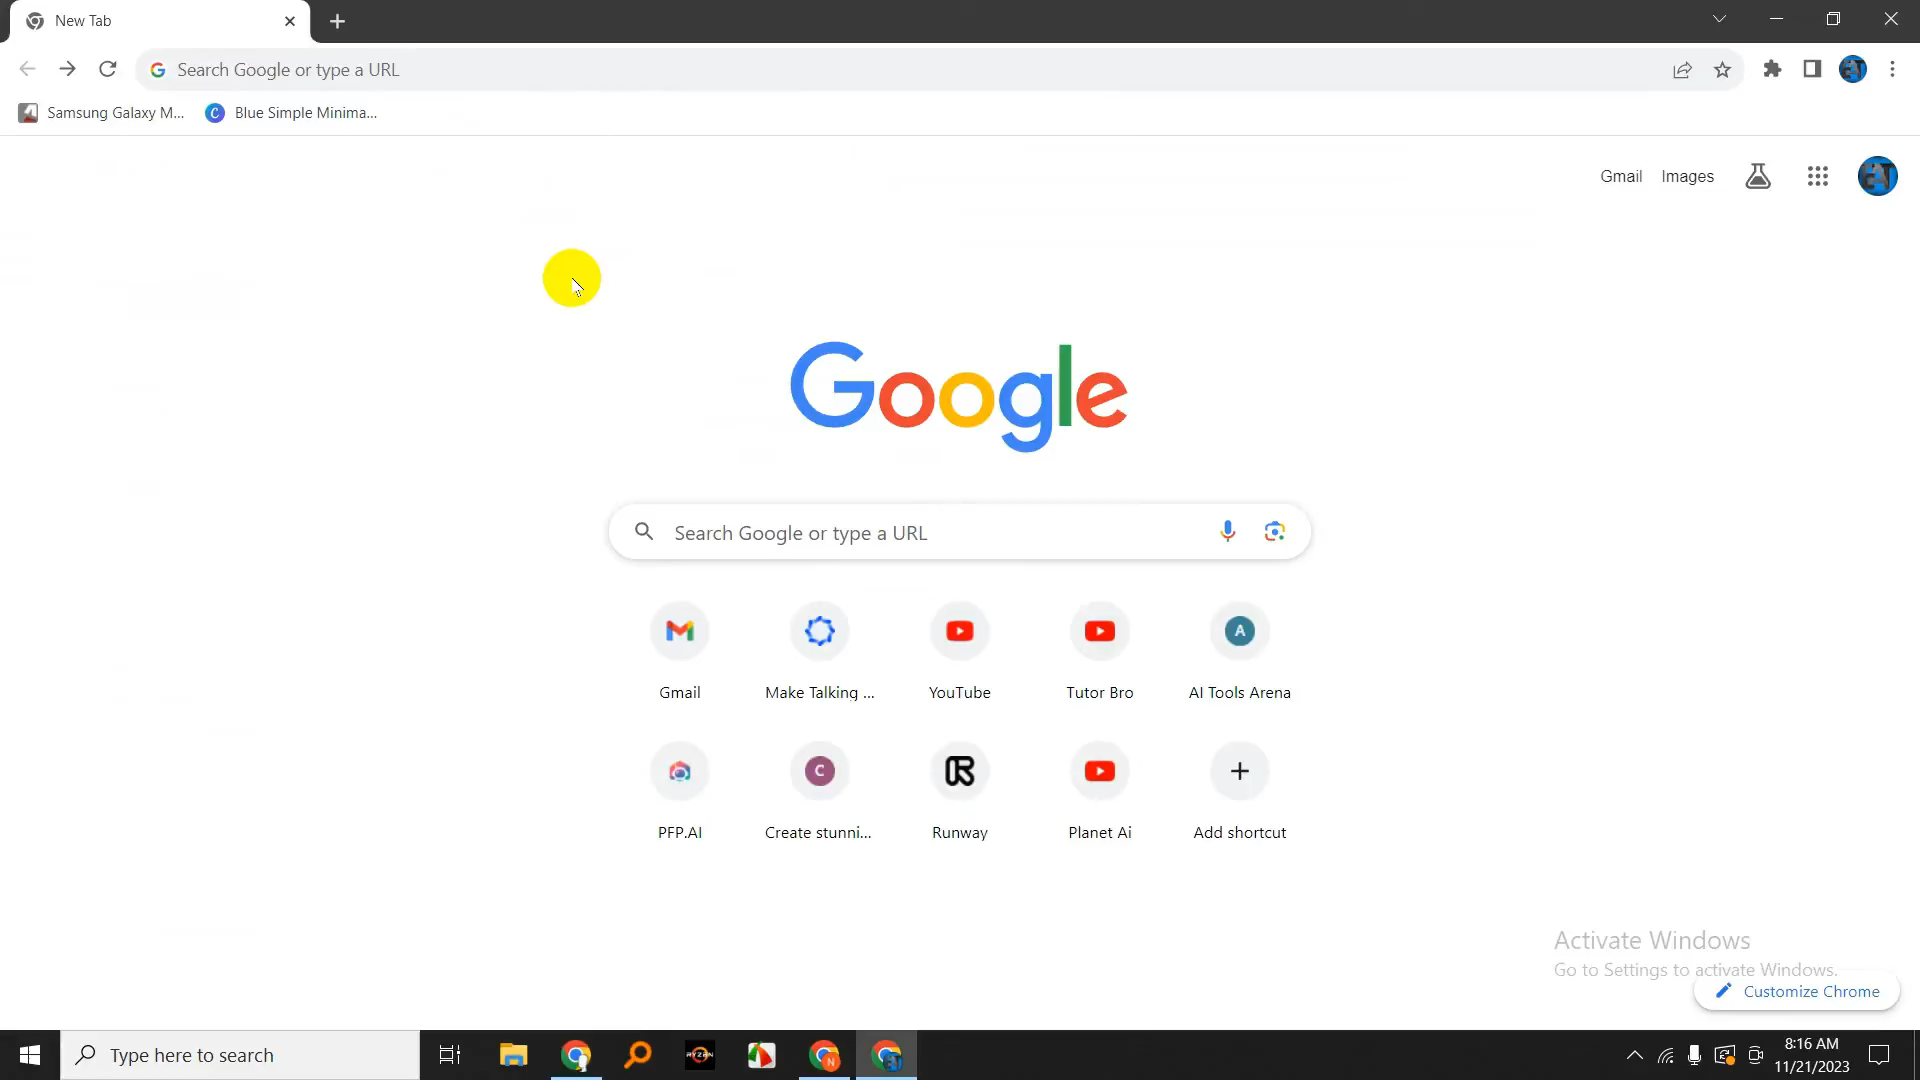 New Tab
Search Google or type a URL
Samsung Galaxy M...
Blue Simple Minima...
Gmail
Images
Google
Search Google or type a URL
Gmail
Make Talking ...
YouTube
Tutor Bro
AI Tools Arena
PFP.AI
Create stunni...
Runway
Planet Ai
Add shortcut
Activate Windows
Go to Settings to activate Windows.
Customize Chrome
Type here to search
RYZEN
8:16 AM
11/21/2023